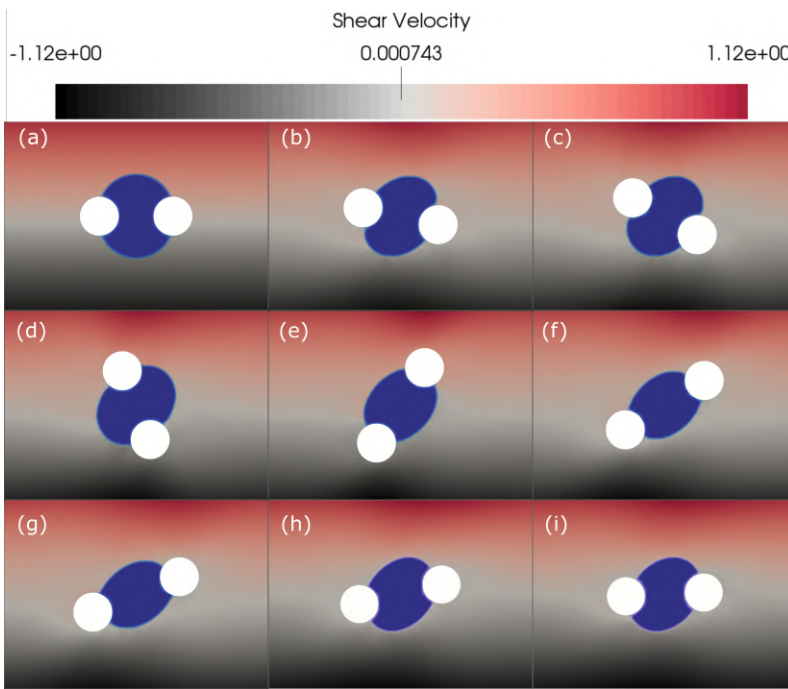 Shear Velocity
-1.12e+00 0.000743 1.12e+00
(a) (b) (c)
(d) (e) (f)
(g) (h) (i)